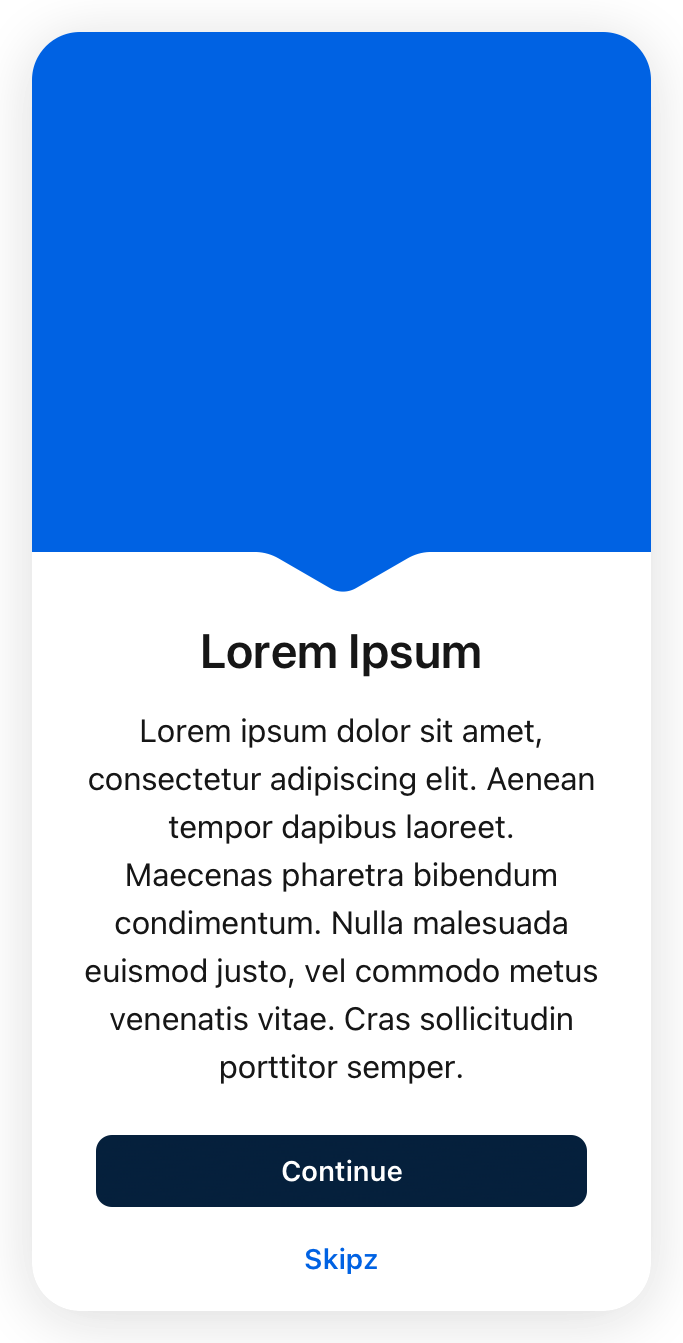 Lorem Ipsum
Lorem ipsum dolor sit amet,
consectetur adipiscing elit. Aenean
tempor dapibus laoreet.
Maecenas pharetra bibendum
condimentum. Nulla malesuada
euismod justo, vel commodo metus
venenatis vitae. Cras sollicitudin
porttitor semper.
Continue
Skipz